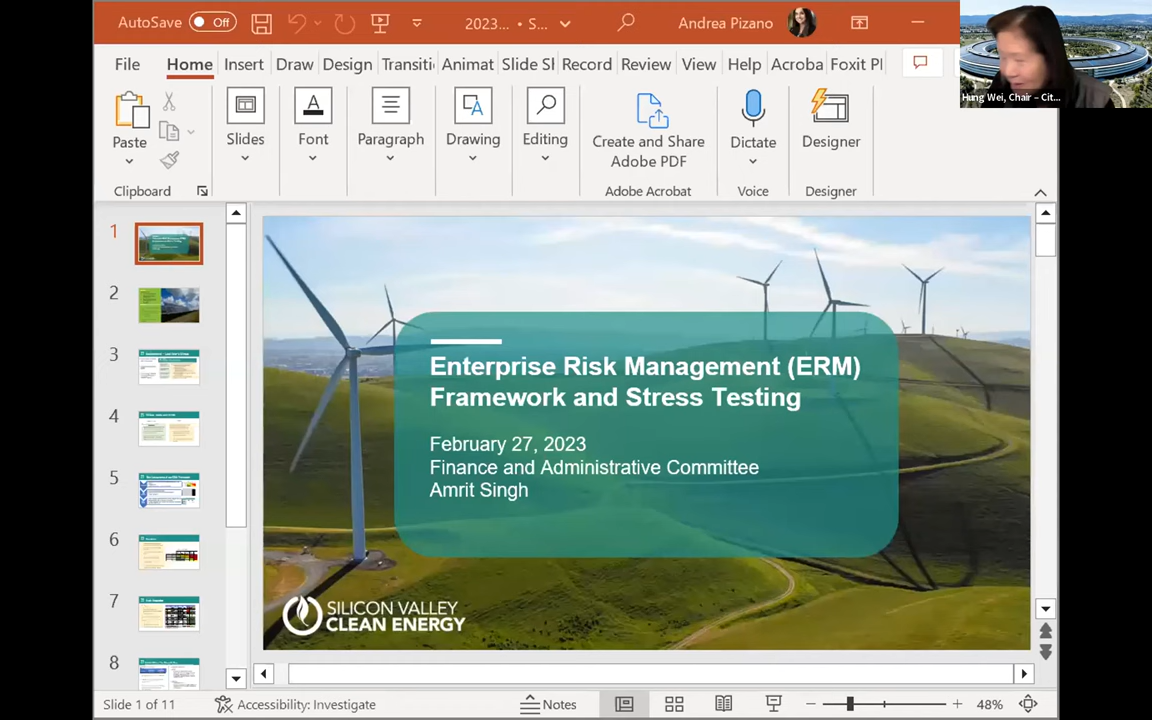 AutoSave Off 2023... • S... Andrea Pizano
File Home Insert Draw Design Transiti Animat Slide Sl Record Review View Help Acroba Foxit PI
Hung Wei, Chair – Cit...
Paste Slides Font Paragraph Drawing Editing Create and Share Adobe PDF Dictate Designer
Clipboard Adobe Acrobat Voice Designer
1
2
3
4
5
6
7
8
Enterprise Risk Management (ERM)
Framework and Stress Testing
February 27, 2023
Finance and Administrative Committee
Amrit Singh
SILICON VALLEY
CLEAN ENERGY
Slide 1 of 11 Accessibility: Investigate Notes 48%